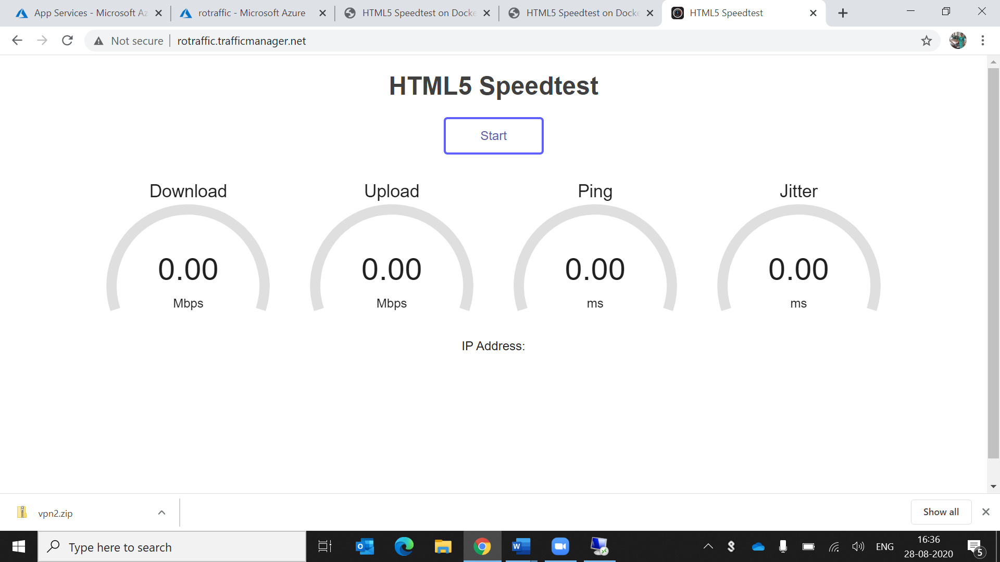 App Services - Microsoft Az
rotraffic - Microsoft Azure
HTML5 Speedtest on Docke
HTML5 Speedtest on Docke
HTML5 Speedtest
Not secure
rotraffic.trafficmanager.net
HTML5 Speedtest
Start
Download Upload Ping Jitter
0.00 0.00 0.00 0.00
Mbps Mbps ms ms
IP Address:
vpn2.zip
Show all
Type here to search
ENG
16:36
28-08-2020
5